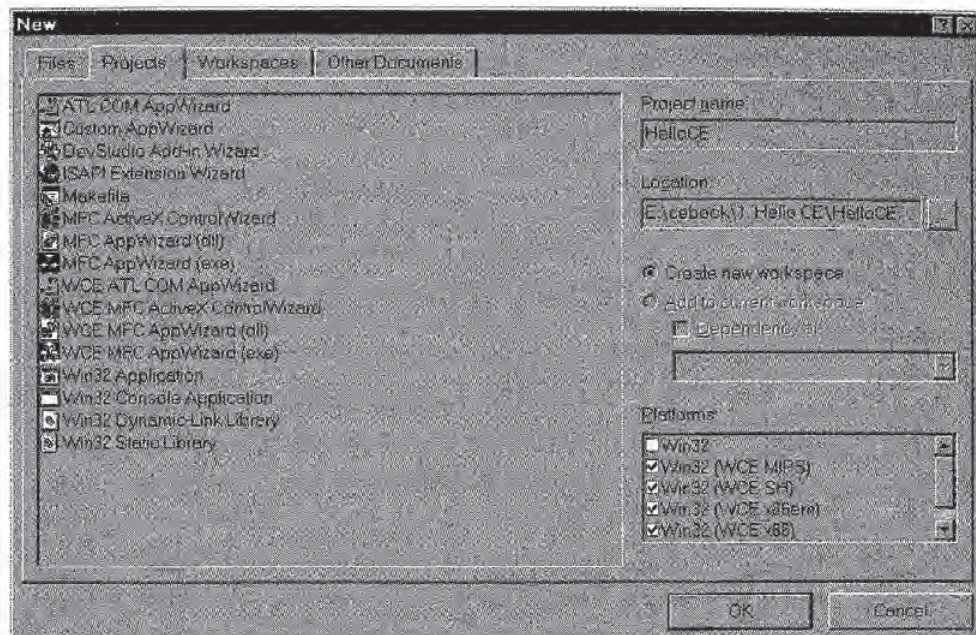 New
Files Projects Workspaces Other Documents
ATL COM AppWizard
Custom AppWizard
DevStudio Add-in Wizard
ISAPI Extension Wizard
Makefile
MFC ActiveX ControlWizard
MFC AppWizard (dll)
MFC AppWizard (exe)
WCE ATL COM AppWizard
WCE MFC ActiveX ControlWizard
WCE MFC AppWizard (dll)
WCE MFC AppWizard (exe)
Win32 Application
Win32 Console Application
Win32 Dynamic-Link Library
Win32 Static Library
Project name:
HelloCE
Location:
E:\cebook\1. Hello CE\HelloCE
...
Create new workspace
Add to current workspace
Dependency of:
Platforms:
Win32
Win32 (WCE MIPS)
Win32 (WCE SH)
Win32 (WCE x86em)
Win32 (WCE x86)
OK Cancel